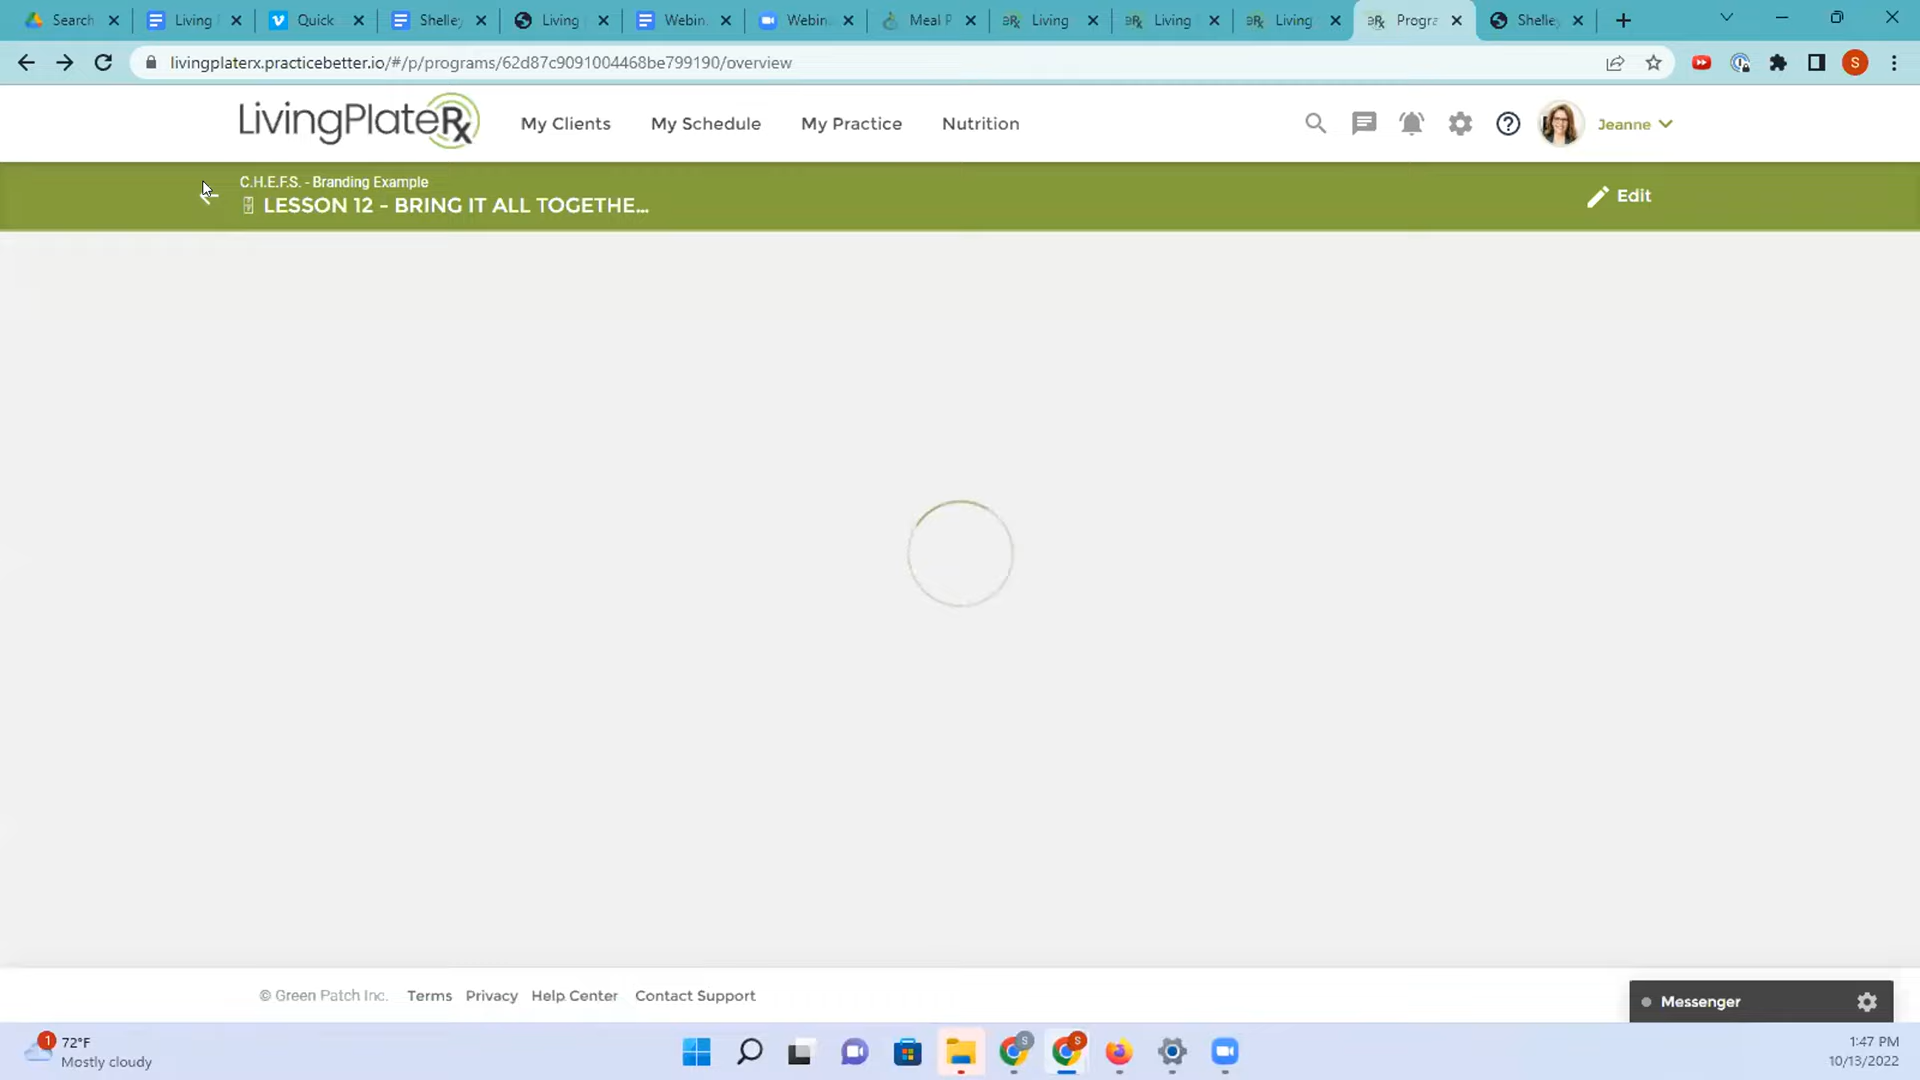 Search
Living
Quick
Shelley
Living
Webin
Webin
Meal P
Living
Living
Living
Progra
Shelley
livingplaterx.practicebetter.io/#/p/programs/62d87c9091004468be799190/overview
S
LivingPlateRx
My Clients
My Schedule
My Practice
Nutrition
Jeanne
C.H.E.F.S. - Branding Example
LESSON 12 - BRING IT ALL TOGETHE...
Edit
© Green Patch Inc.
Terms
Privacy
Help Center
Contact Support
Messenger
1
72°F
Mostly cloudy
S
S
1:47 PM
10/13/2022